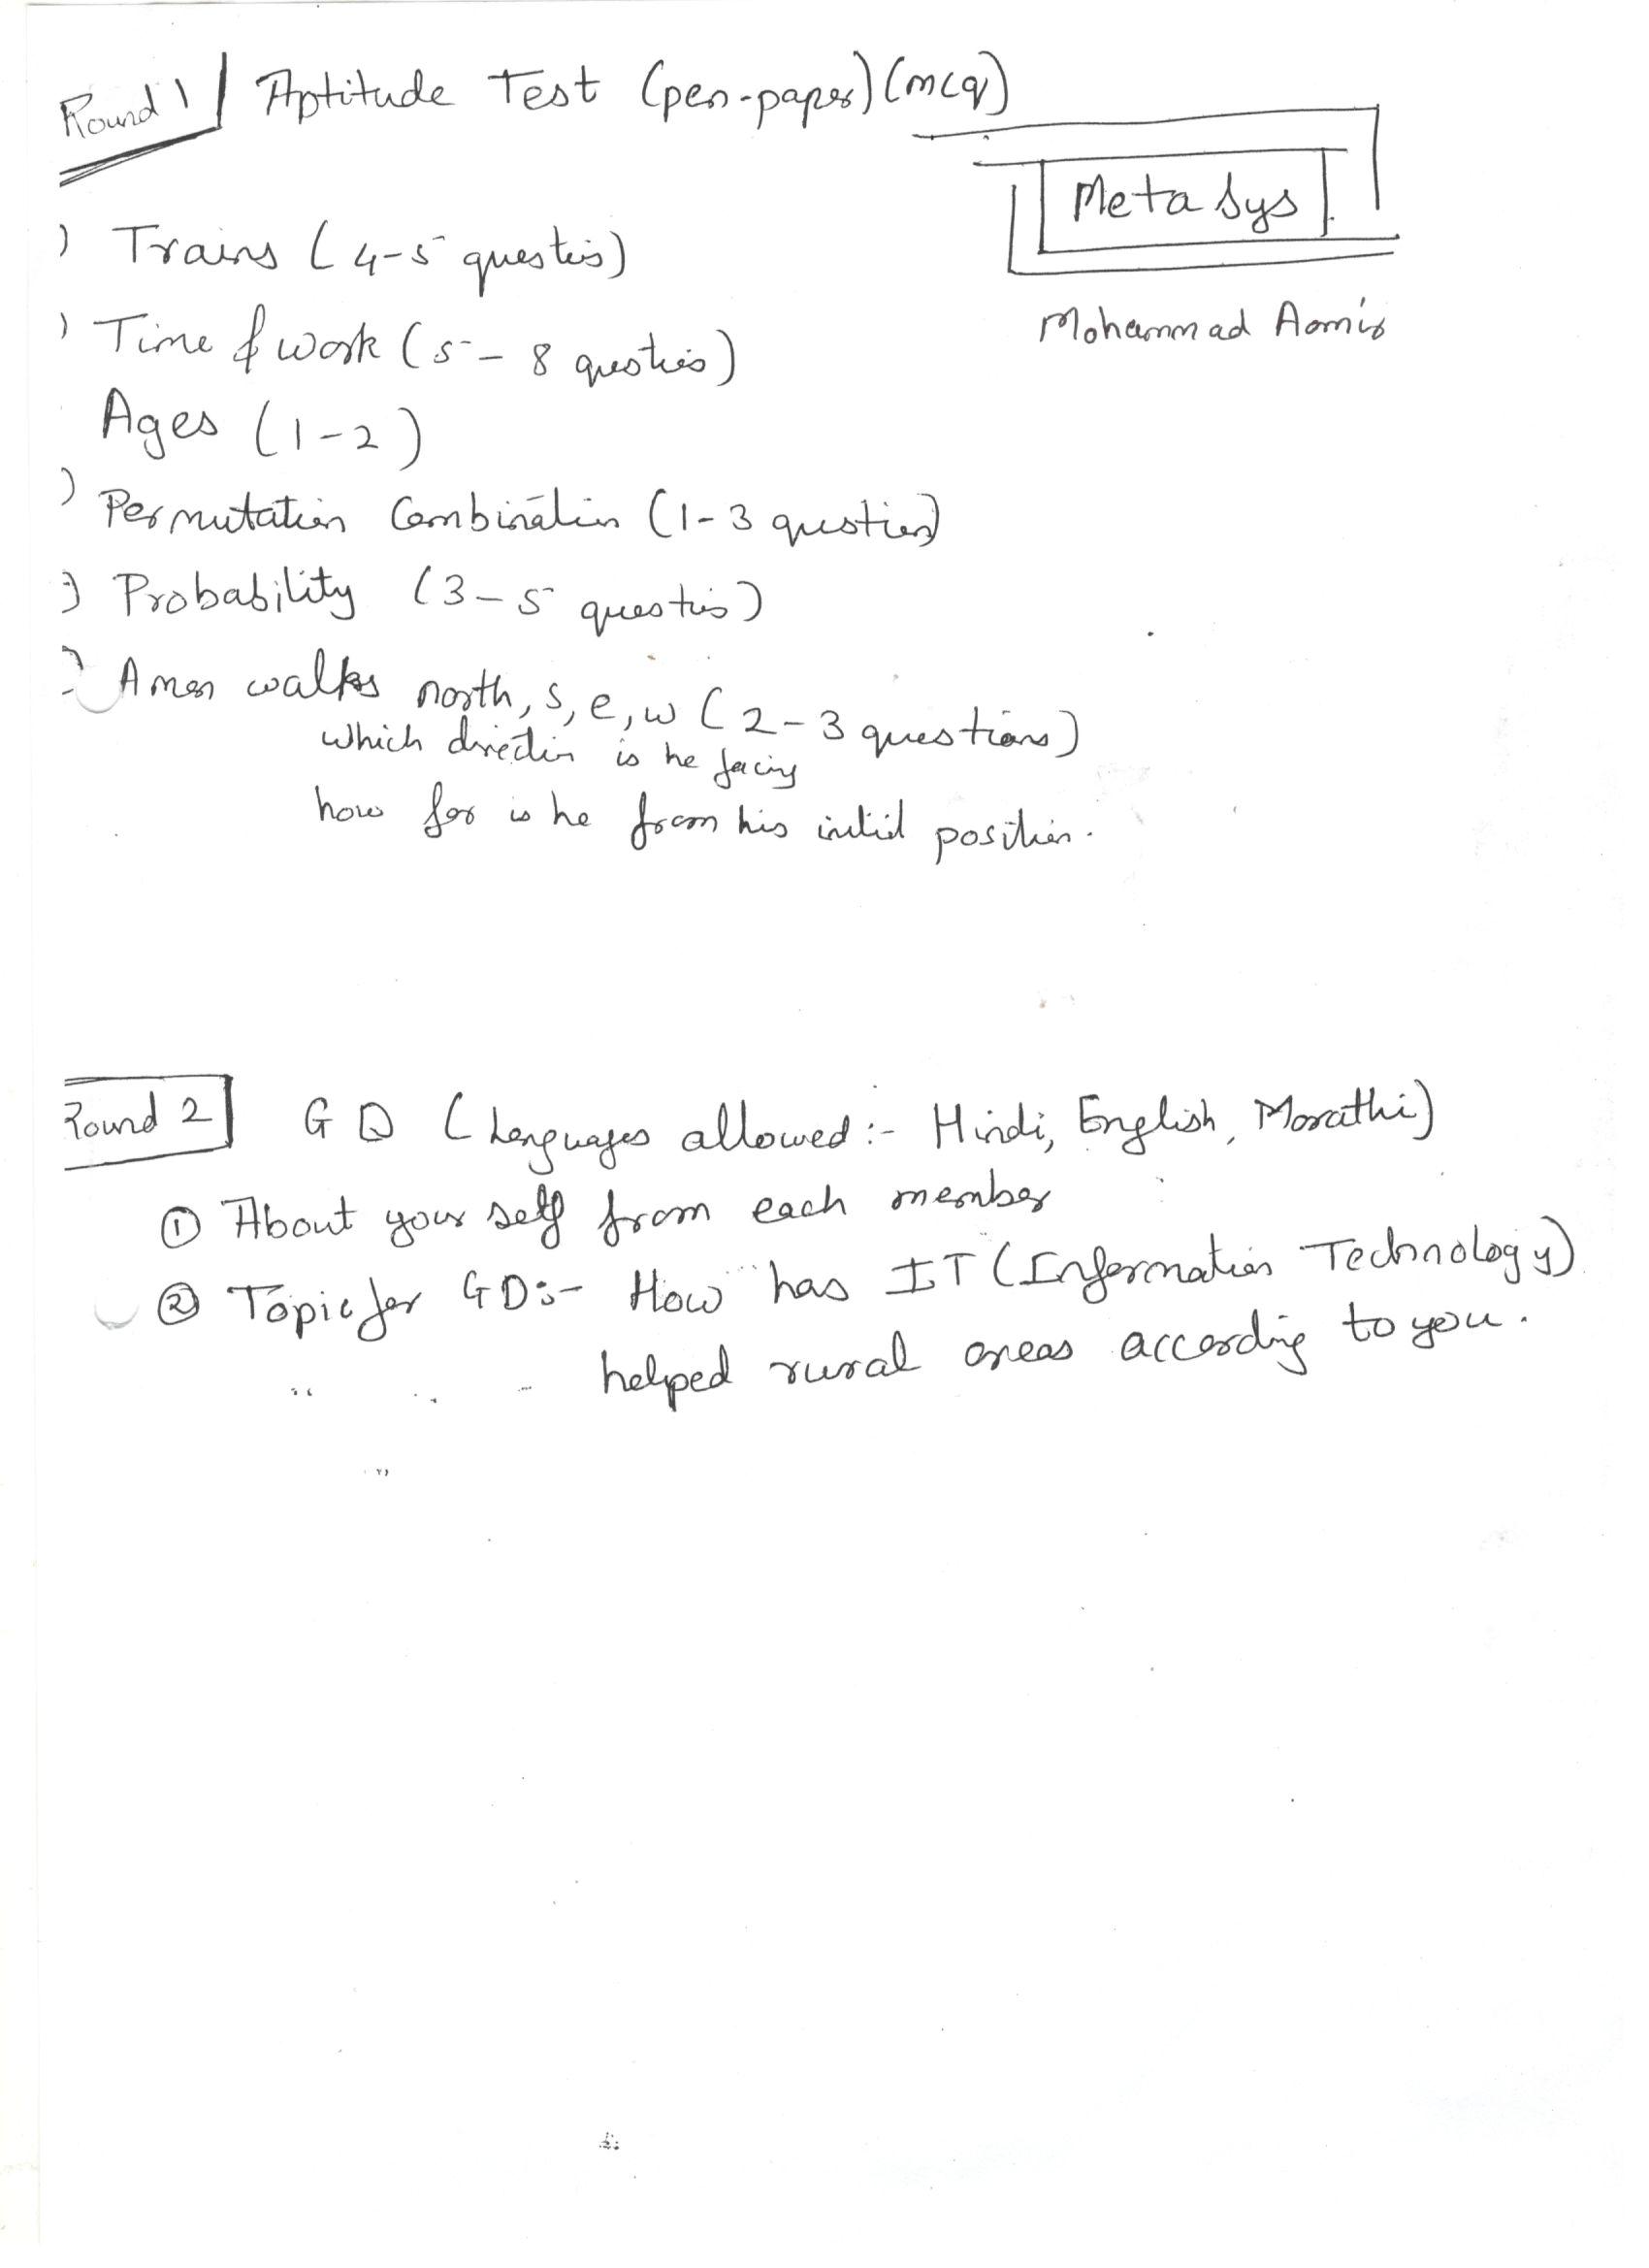 Round 1 Aptitude Test (pen-paper) (mcq)
Meta Sys
Mohammad Aamir
) Trains (4-5 questions)
) Time & work (5-8 questions)
Ages (1-2)
) Permutation Combination (1-3 question)
) Probability (3-5 questions)
) A man walks north, s, e, w (2-3 questions)
which direction is he facing
how far is he from his initial position.
Round 2 GD (Languages allowed :- Hindi, English, Marathi)
① About your self from each member
② Topic for GD:- How has IT (Information Technology)
helped rural areas according to you.